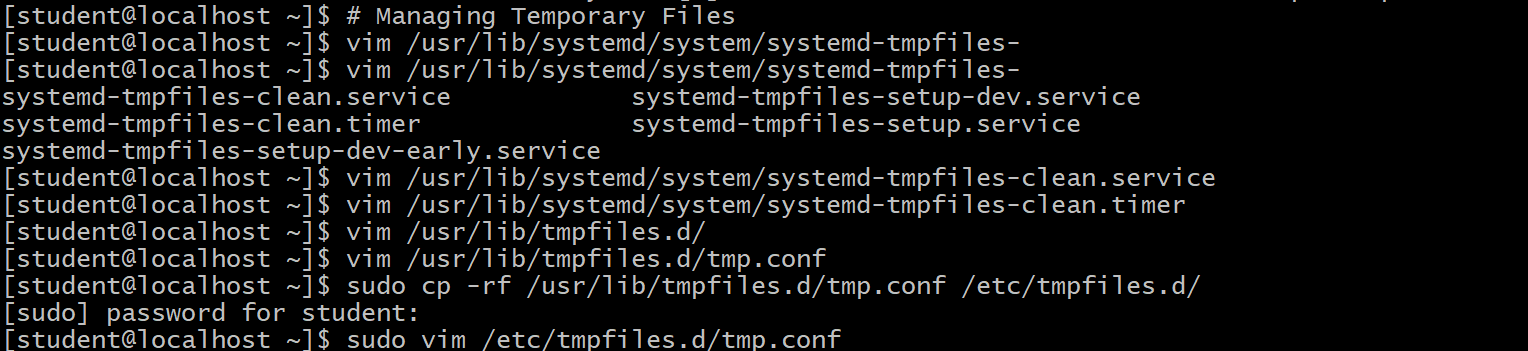 [student@localhost ~]$ # Managing Temporary Files
[student@localhost ~]$ vim /usr/lib/systemd/system/systemd-tmpfiles-
[student@localhost ~]$ vim /usr/lib/systemd/system/systemd-tmpfiles-
systemd-tmpfiles-clean.service            systemd-tmpfiles-setup-dev.service
systemd-tmpfiles-clean.timer              systemd-tmpfiles-setup.service
systemd-tmpfiles-setup-dev-early.service
[student@localhost ~]$ vim /usr/lib/systemd/system/systemd-tmpfiles-clean.service
[student@localhost ~]$ vim /usr/lib/systemd/system/systemd-tmpfiles-clean.timer
[student@localhost ~]$ vim /usr/lib/tmpfiles.d/
[student@localhost ~]$ vim /usr/lib/tmpfiles.d/tmp.conf
[student@localhost ~]$ sudo cp -rf /usr/lib/tmpfiles.d/tmp.conf /etc/tmpfiles.d/
[sudo] password for student:
[student@localhost ~]$ sudo vim /etc/tmpfiles.d/tmp.conf